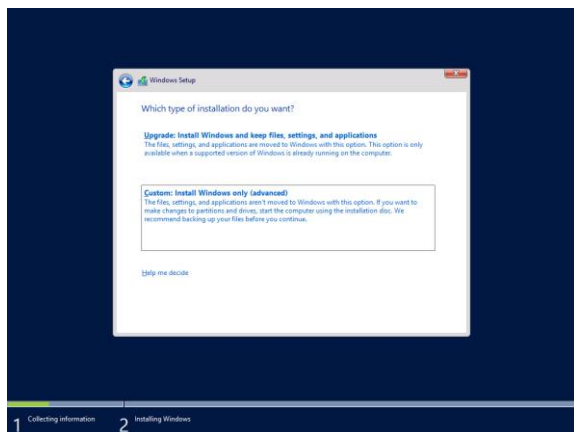 Windows Setup
Which type of installation do you want?
Upgrade: Install Windows and keep files, settings, and applications
The files, settings, and applications are moved to Windows with this option. This option is only
available when a supported version of Windows is already running on the computer.
Custom: Install Windows only (advanced)
The files, settings, and applications aren't moved to Windows with this option. If you want to
make changes to partitions and drives, start the computer using the installation disc. We
recommend backing up your files before you continue.
Help me decide
1 Collecting information 2 Installing Windows